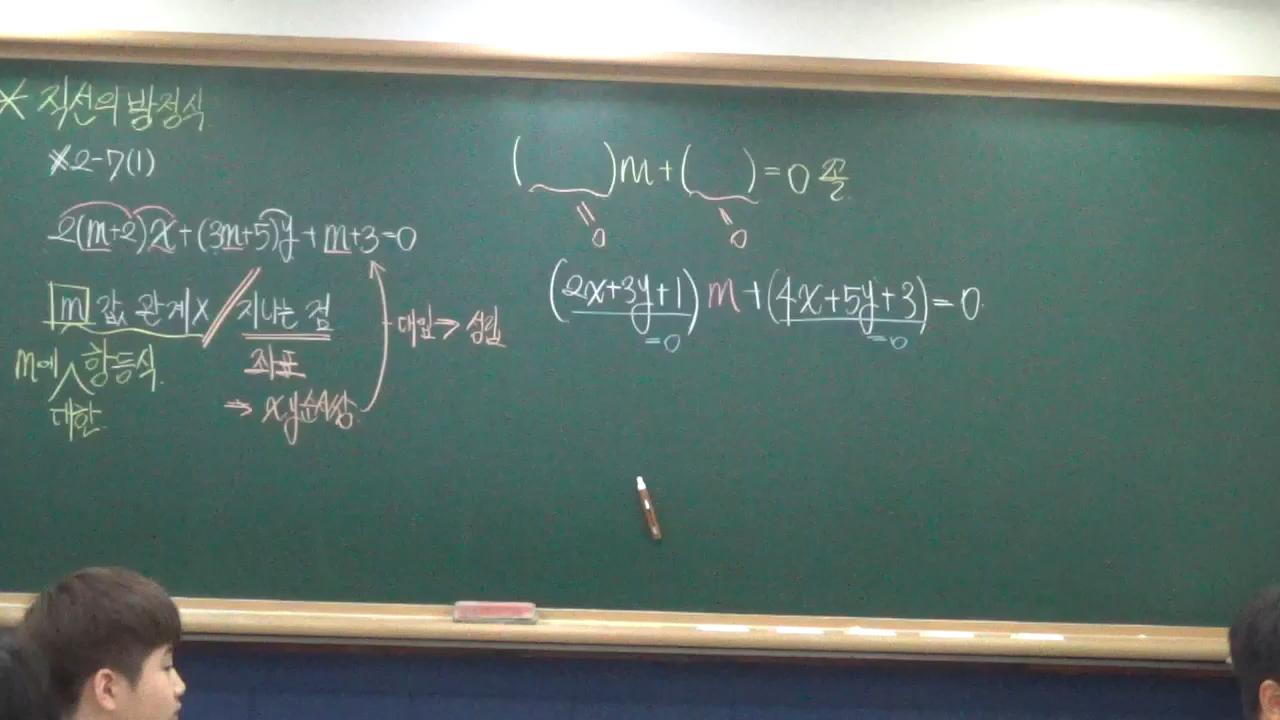 * 직선의 방정식
※2-7(1)
2(m+2)x+(3m+5)y+m+3=0
m 값 관계X // 지나는 점
m에 대한 항등식
좌표
⇒ xy순서쌍
대입⇒ 성립
( )m+( )=0 꼴
=0 =0
(2x+3y+1)m+(4x+5y+3)=0
=0 =0